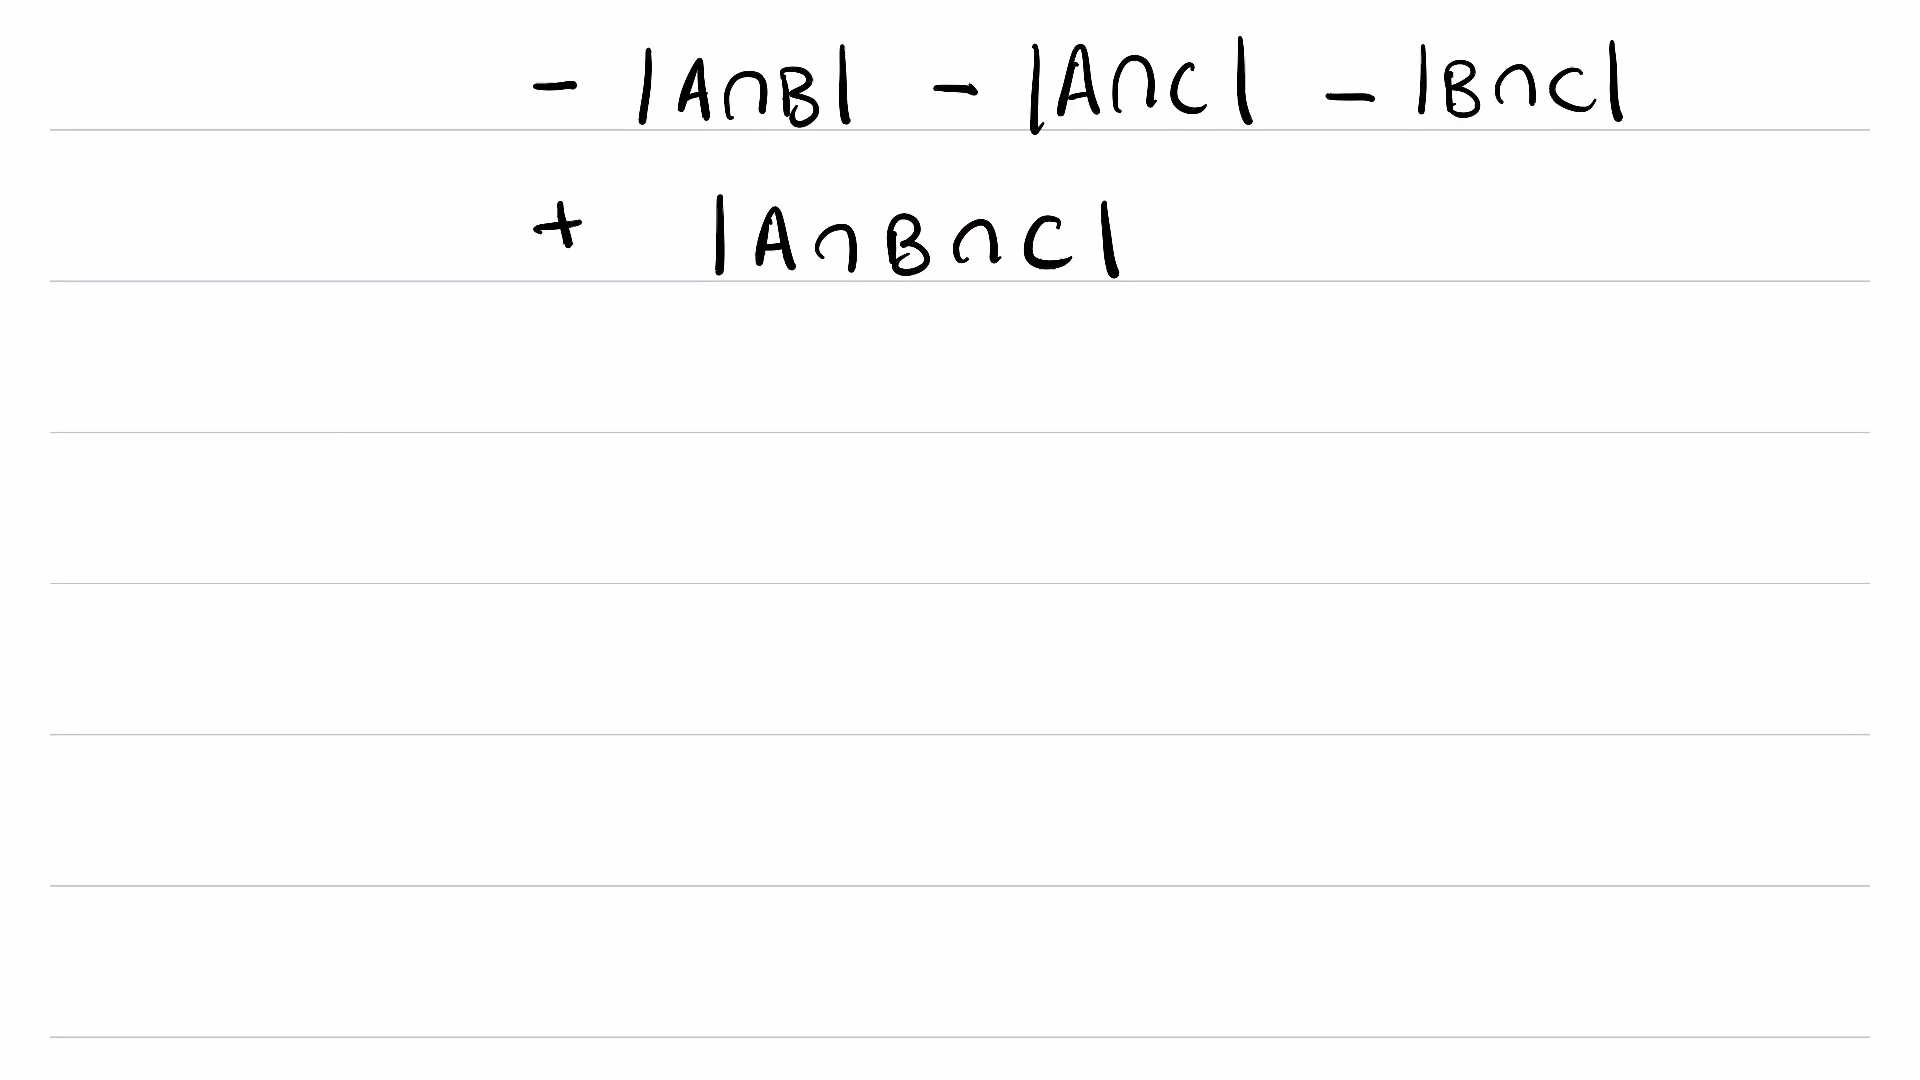 - |A∩B| - |A∩C| - |B∩C|
+ |A∩B∩C|